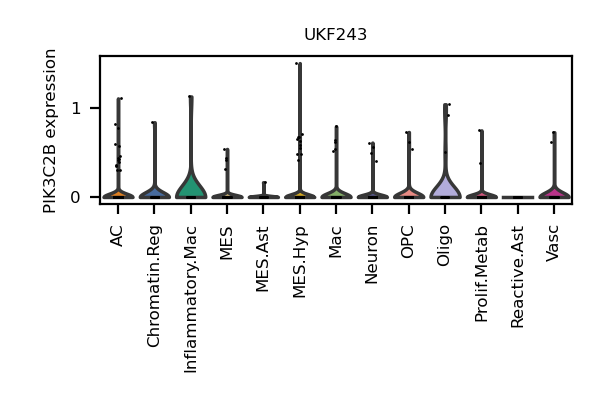 UKF243
PIK3C2B expression
1
0
AC
Chromatin.Reg
Inflammatory.Mac
MES
MES.Ast
MES.Hyp
Mac
Neuron
OPC
Oligo
Prolif.Metab
Reactive.Ast
Vasc